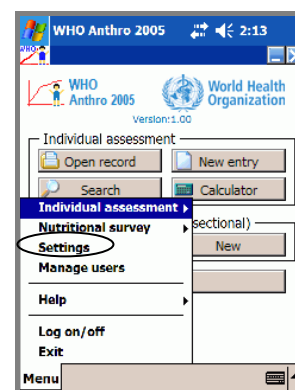 WHO Anthro 2005 2:13
WHO
WHO
Anthro 2005
World Health
Organization
Version:1.00
Individual assessment
Open record
New entry
Search
Calculator
Individual assessment
Nutritional survey
sectional)
Settings
New
Manage users
Help
Log on/off
Exit
Menu